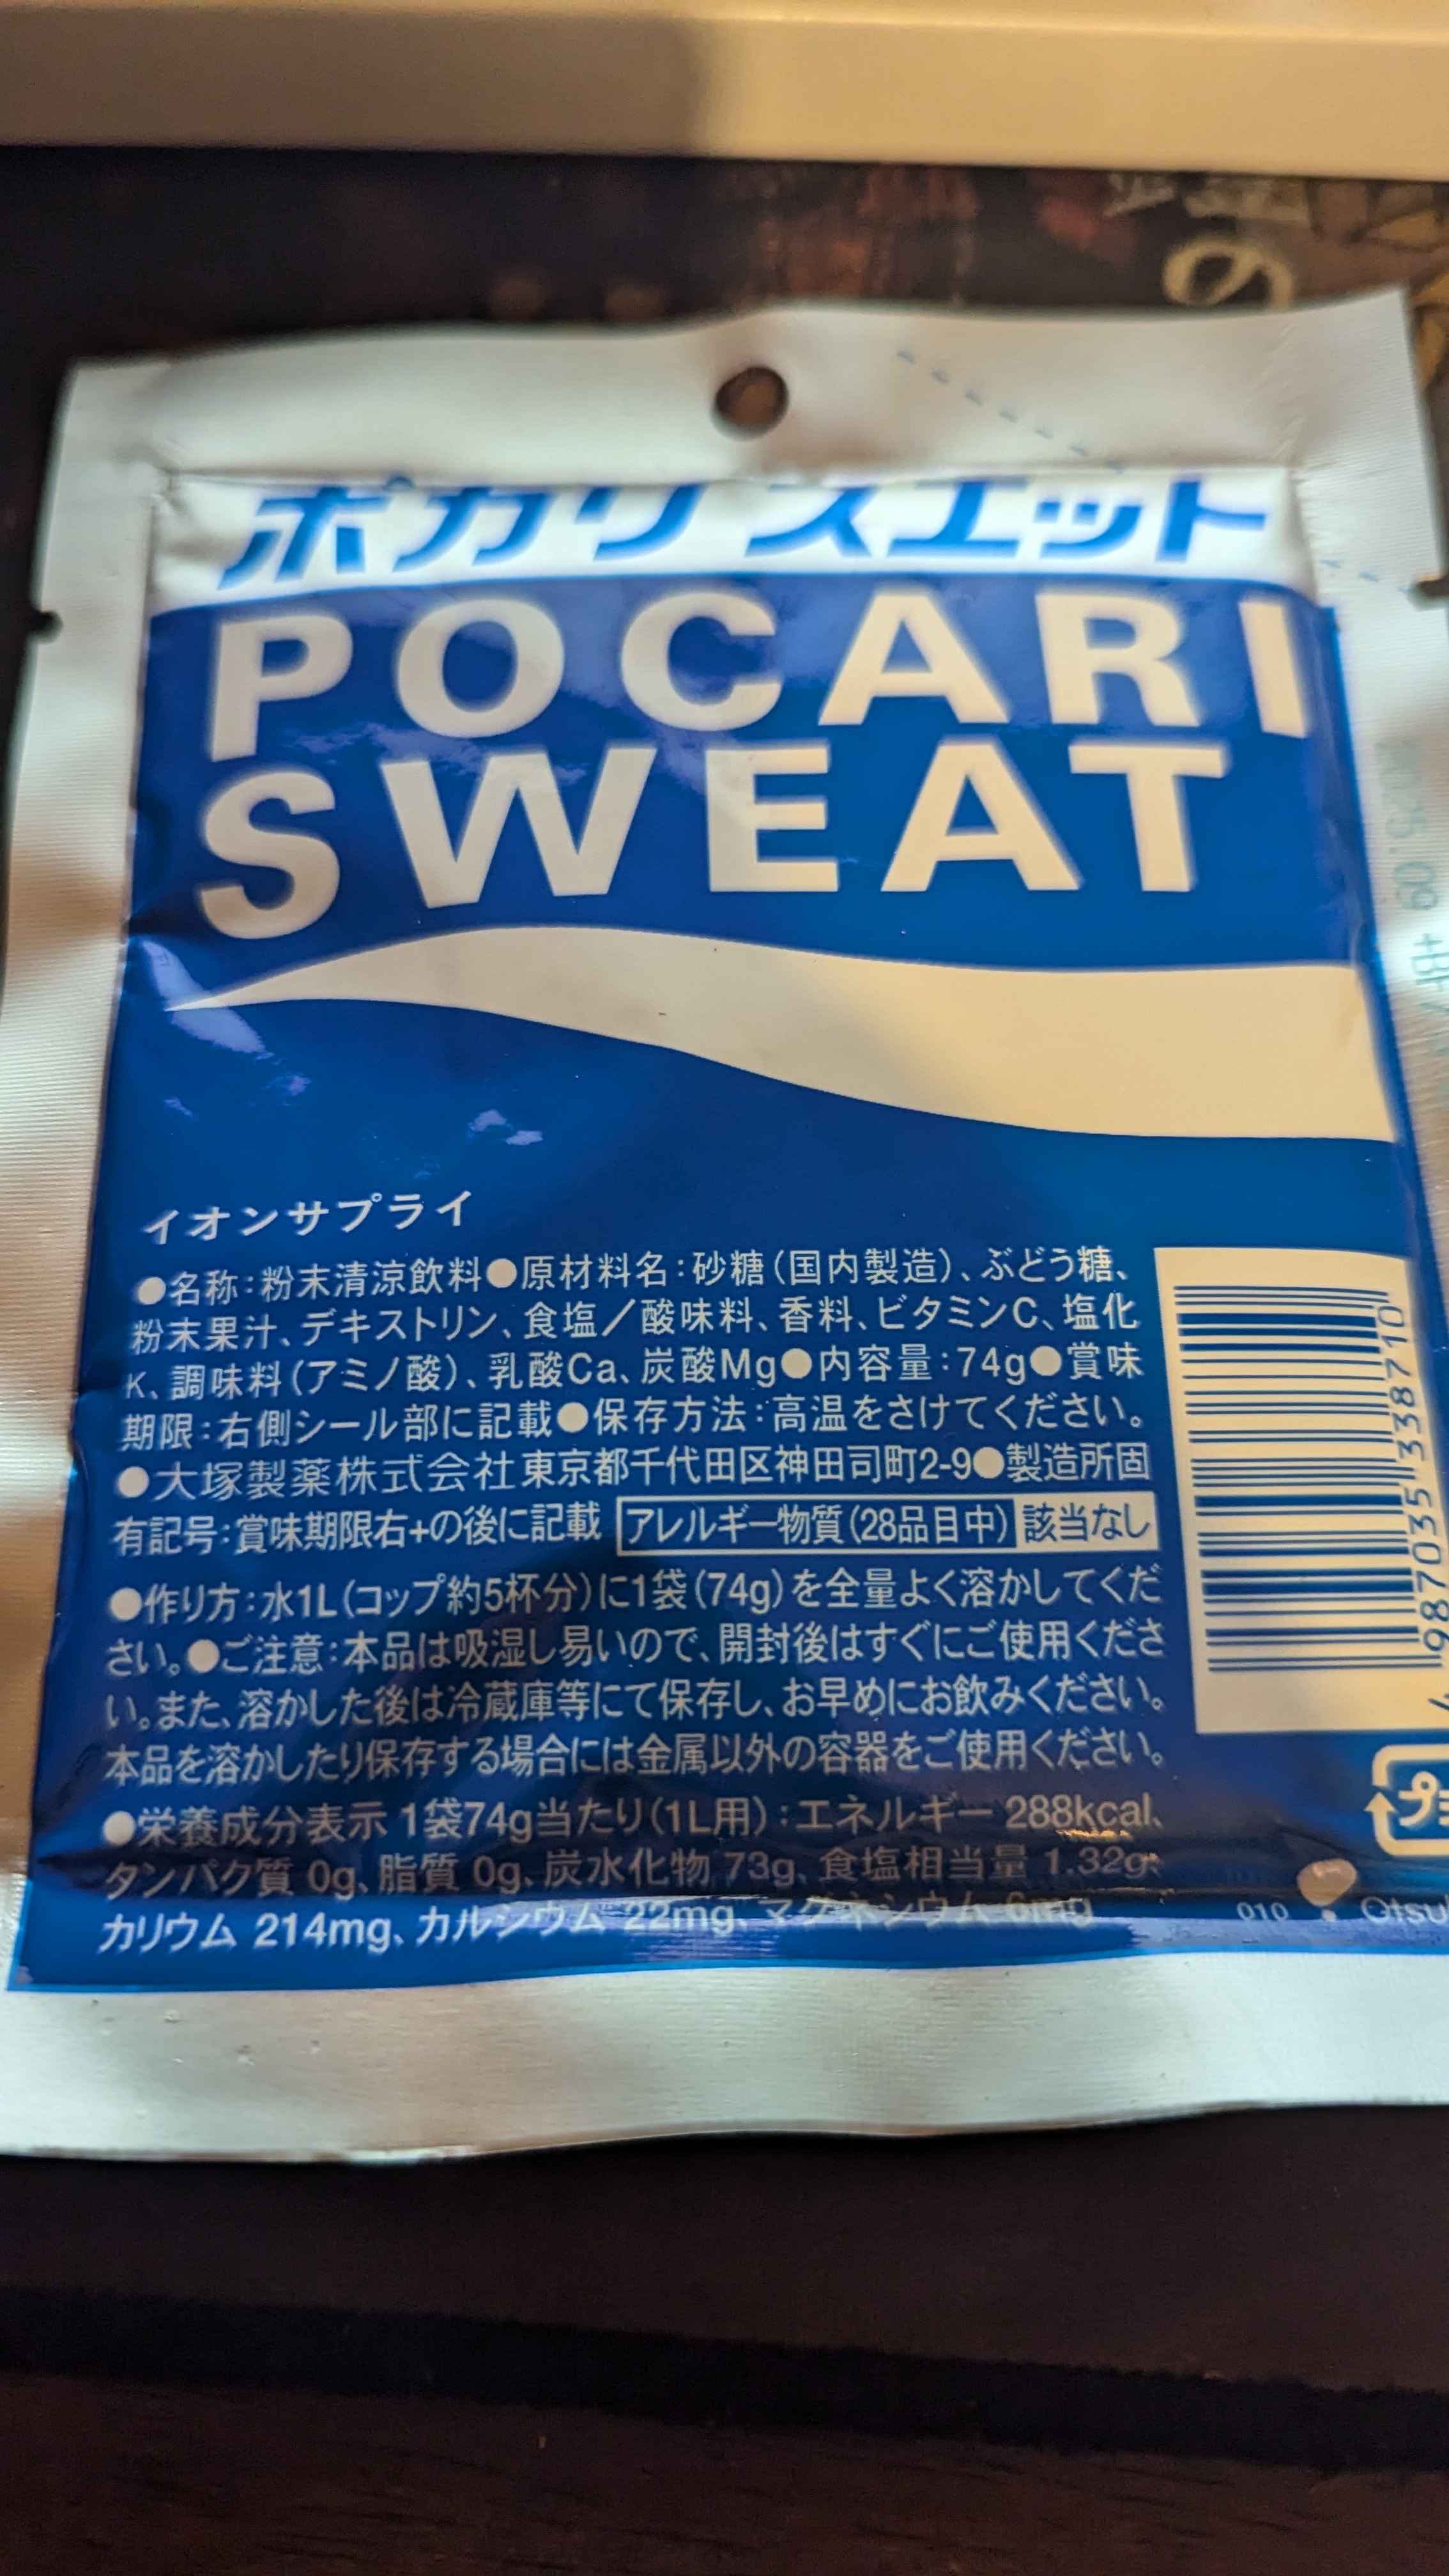 の
ポカリスエット
POCARI
SWEAT
イオンサプライ
●名称:粉末清涼飲料●原材料名:砂糖(国内製造)、ぶどう糖、
粉末果汁、デキストリン、食塩/酸味料、香料、ビタミンC、塩化
K、調味料(アミノ酸)、乳酸Ca、炭酸Mg●内容量:74g●賞味
期限:右側シール部に記載●保存方法:高温をさけてください。
●大塚製薬株式会社東京都千代田区神田司町2-9●製造所固
有記号:賞味期限右+の後に記載 アレルギー物質(28品目中) 該当なし
●作り方:水1L(コップ約5杯分)に1袋(74g)を全量よく溶かしてくだ
さい。●ご注意:本品は吸湿し易いので、開封後はすぐにご使用くださ
い。また、溶かした後は冷蔵庫等にて保存し、お早めにお飲みください。
本品を溶かしたり保存する場合には金属以外の容器をご使用ください。
●栄養成分表示 1袋74g当たり(1L用):エネルギー 288kcal、
タンパク質 0g、脂質 0g、炭水化物 73g、食塩相当量 1.32g、
カリウム 214mg、カルシウム 22mg、マグネシウム 6mg
4 987035 338710
プ
010
Otsu